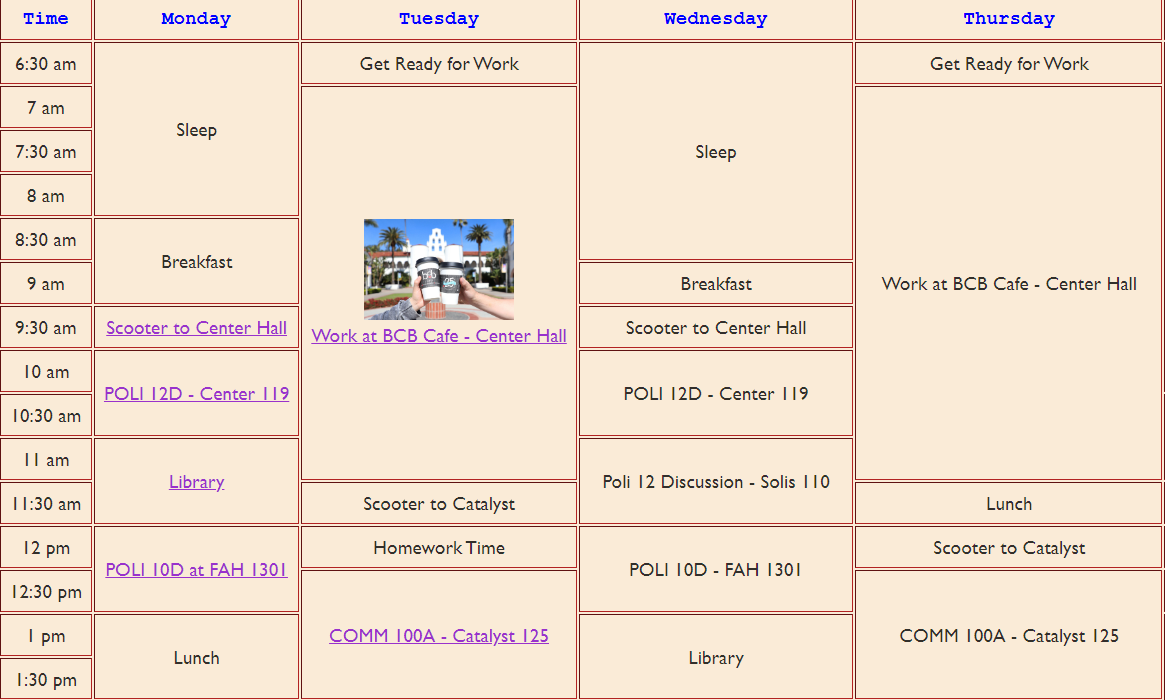 Time Monday Tuesday Wednesday Thursday
6:30 am Get Ready for Work Get Ready for Work
7 am
Sleep
7:30 am Sleep
8 am
8:30 am
Breakfast
9 am Breakfast Work at BCB Cafe - Center Hall
9:30 am Scooter to Center Hall Work at BCB Cafe - Center Hall Scooter to Center Hall
10 am
POLI 12D - Center 119 POLI 12D - Center 119
10:30 am
11 am
Library Poli 12 Discussion - Solis 110
11:30 am Scooter to Catalyst Lunch
12 pm Homework Time Scooter to Catalyst
POLI 10D at FAH 1301 POLI 10D - FAH 1301
12:30 pm
1 pm COMM 100A - Catalyst 125 COMM 100A - Catalyst 125
Lunch Library
1:30 pm